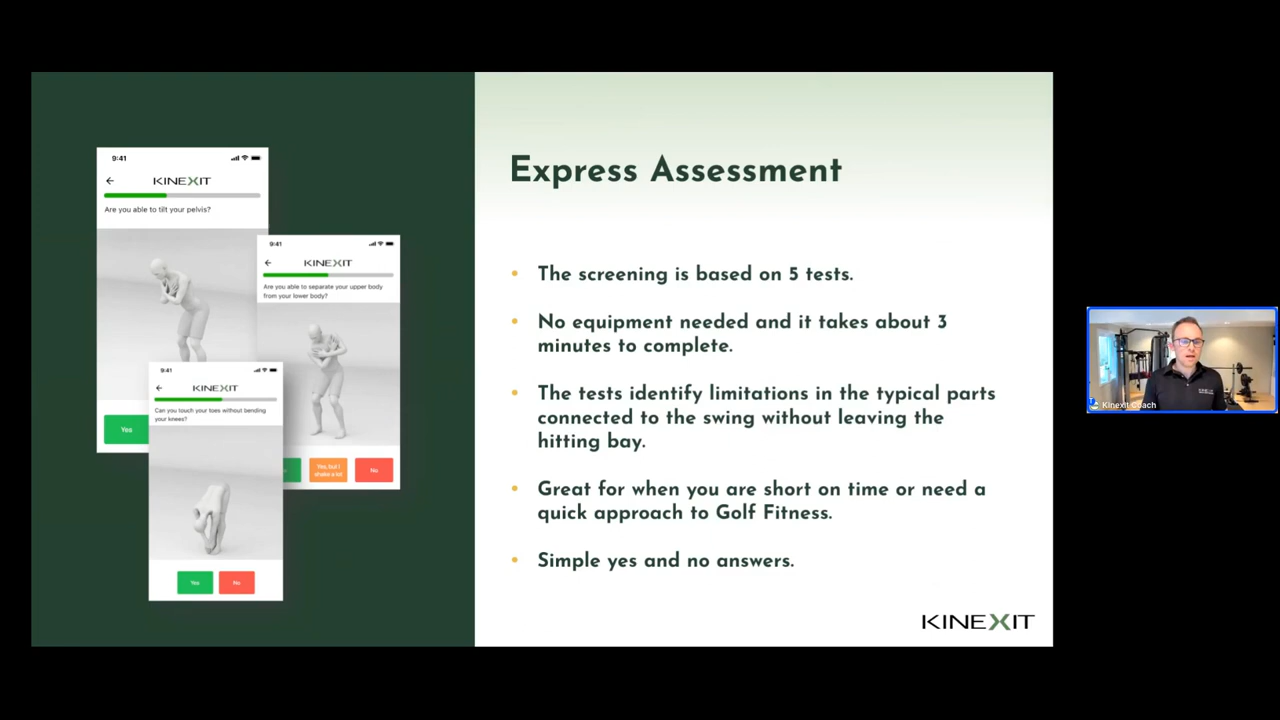 9:41
KINEXIT
Are you able to tilt your pelvis?
Yes
9:41
KINEXIT
Are you able to separate your upper body
from your lower body?
Yes, but I
shake a lot
No
9:41
KINEXIT
Can you touch your toes without bending
your knees?
Yes
No
Express Assessment
• The screening is based on 5 tests.
• No equipment needed and it takes about 3
minutes to complete.
• The tests identify limitations in the typical parts
connected to the swing without leaving the
hitting bay.
• Great for when you are short on time or need a
quick approach to Golf Fitness.
• Simple yes and no answers.
KINEXIT
Kinexit Coach